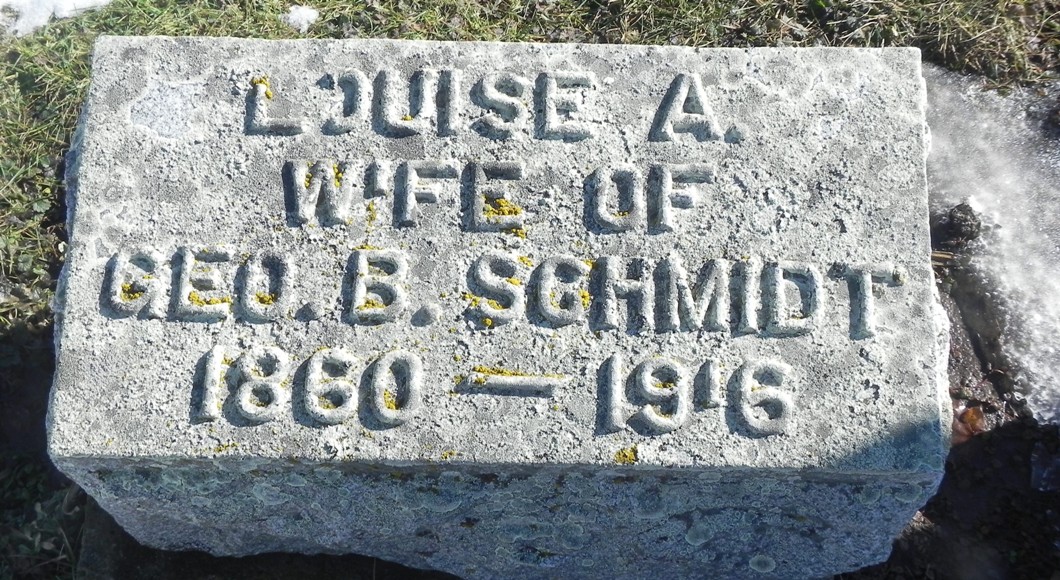 LOUISE A.
WIFE OF
GEO. B. SCHMIDT
1860 — 1916